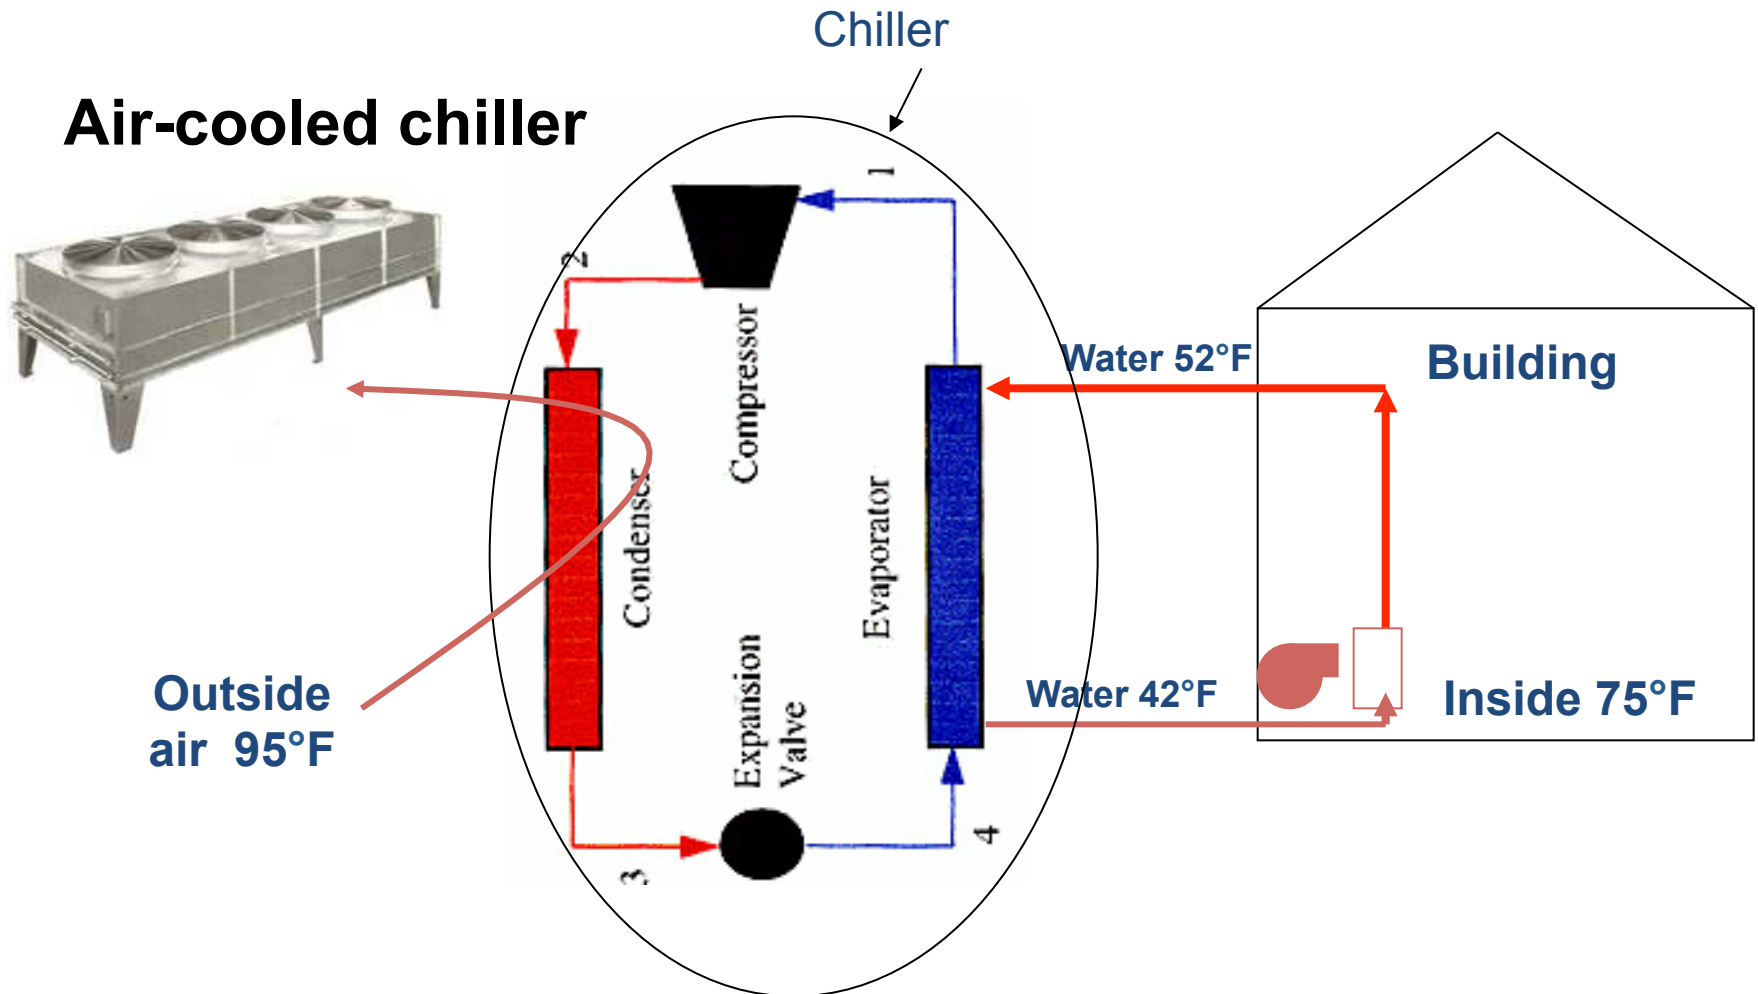 Chiller
Air-cooled chiller
1
2
Compressor
Condenser
Evaporator
Expansion
Valve
3
4
Water 52°F
Building
Water 42°F
Inside 75°F
Outside
air 95°F